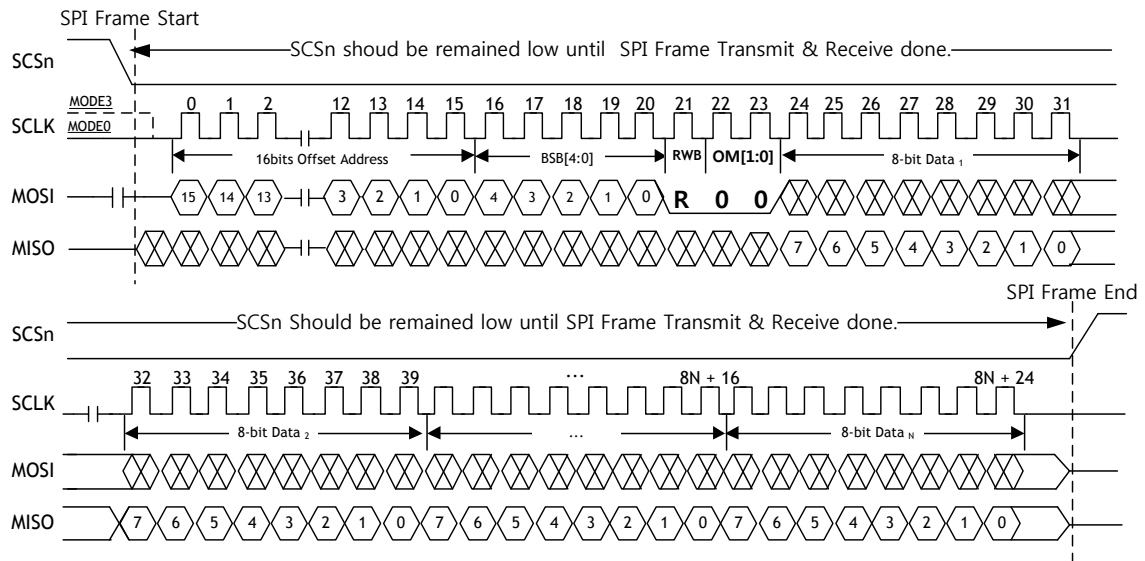 SPI Frame Start
SCSn shoud be remained low until SPI Frame Transmit & Receive done.
SCSn
MODE3
MODE0
SCLK
0 1 2 12 13 14 15 16 17 18 19 20 21 22 23 24 25 26 27 28 29 30 31
16bits Offset Address BSB[4:0] RWB OM[1:0] 8-bit Data 1
MOSI 15 14 13 3 2 1 0 4 3 2 1 0 R 0 0
MISO 7 6 5 4 3 2 1 0
SPI Frame End
SCSn Should be remained low until SPI Frame Transmit & Receive done.
SCSn
32 33 34 35 36 37 38 39 ... 8N + 16 8N + 24
SCLK
8-bit Data 2 ... 8-bit Data N
MOSI
MISO 7 6 5 4 3 2 1 0 7 6 5 4 3 2 1 0 7 6 5 4 3 2 1 0